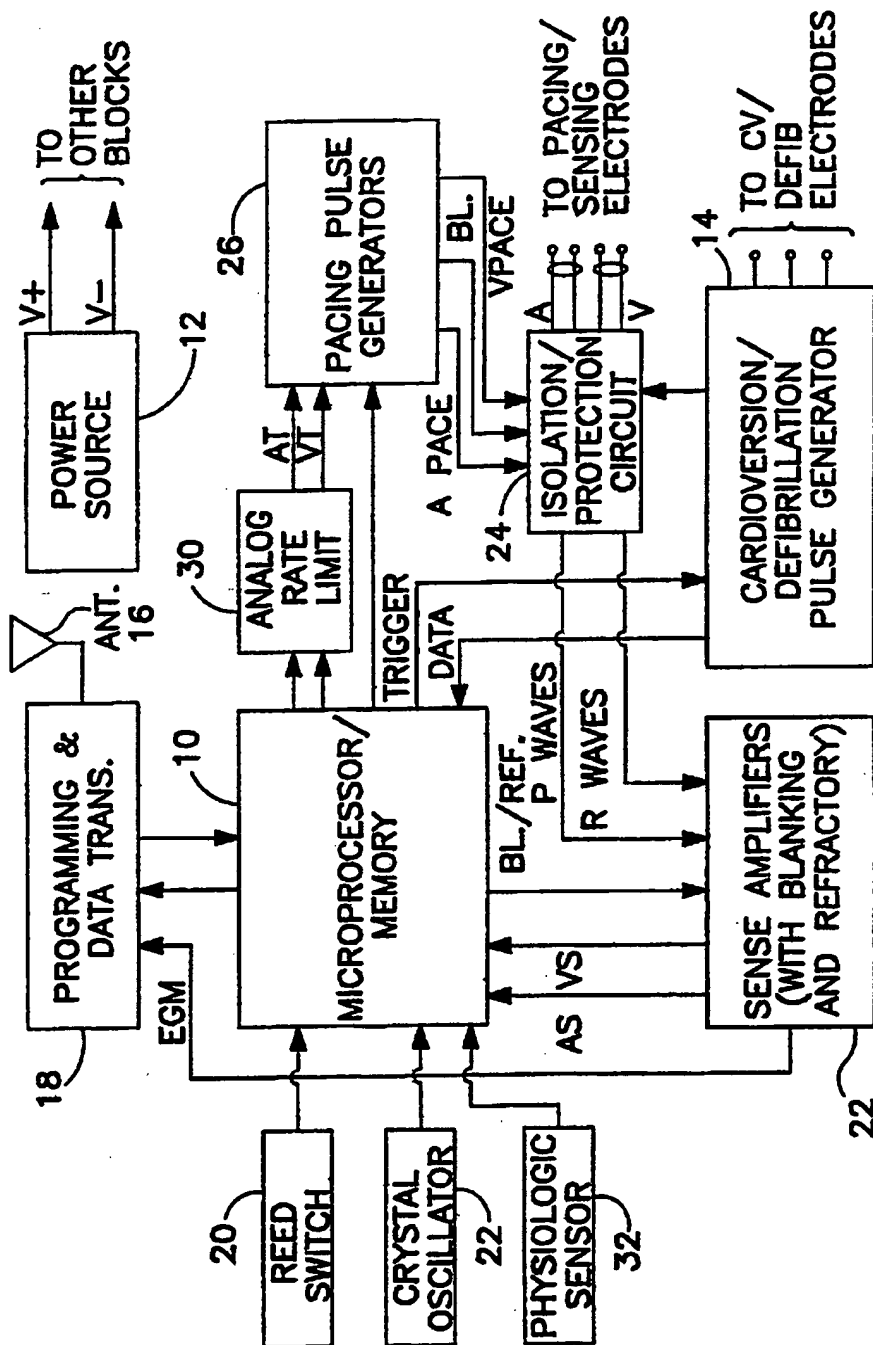 18
PROGRAMMING &
DATA TRANS.
ANT.
16
POWER
SOURCE
12
V+
V–
TO
OTHER
BLOCKS
EGM
20
REED
SWITCH
CRYSTAL
OSCILLATOR
22
PHYSIOLOGIC
SENSOR
32
10
MICROPROCESSOR/
MEMORY
30
ANALOG
RATE
LIMIT
AT
VT
26
PACING PULSE
GENERATORS
TRIGGER
DATA
A PACE
BL.
VPACE
24
ISOLATION/
PROTECTION
CIRCUIT
A
V
TO PACING/
SENSING
ELECTRODES
AS
VS
BL./REF.
P WAVES
R WAVES
SENSE AMPLIFIERS
(WITH BLANKING
AND REFRACTORY)
22
14
CARDIOVERSION/
DEFIBRILLATION
PULSE GENERATOR
TO CV/
DEFIB
ELECTRODES